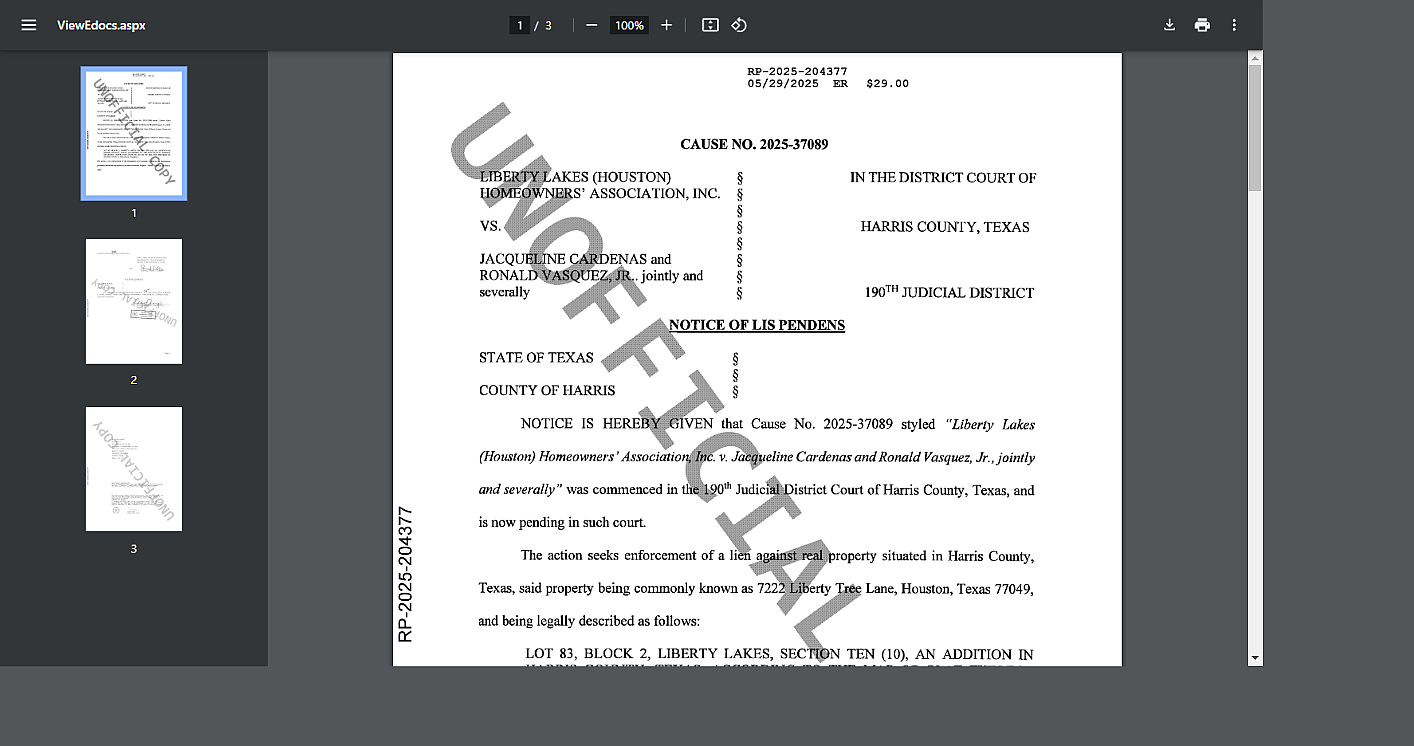 ViewEdocs.aspx
1 / 3
100%
UNOFFICIAL COPY
1
2
3
RP-2025-204377
05/29/2025 ER $29.00
UNOFFICIAL
CAUSE NO. 2025-37089
LIBERTY LAKES (HOUSTON) § IN THE DISTRICT COURT OF
HOMEOWNERS’ ASSOCIATION, INC. §
§
VS. § HARRIS COUNTY, TEXAS
§
JACQUELINE CARDENAS and §
RONALD VASQUEZ, JR.. jointly and §
severally § 190TH JUDICIAL DISTRICT
NOTICE OF LIS PENDENS
STATE OF TEXAS §
§
COUNTY OF HARRIS §
NOTICE IS HEREBY GIVEN that Cause No. 2025-37089 styled “Liberty Lakes
(Houston) Homeowners’ Association, Inc. v. Jacqueline Cardenas and Ronald Vasquez, Jr., jointly
and severally” was commenced in the 190th Judicial District Court of Harris County, Texas, and
is now pending in such court.
The action seeks enforcement of a lien against real property situated in Harris County,
Texas, said property being commonly known as 7222 Liberty Tree Lane, Houston, Texas 77049,
and being legally described as follows:
LOT 83, BLOCK 2, LIBERTY LAKES, SECTION TEN (10), AN ADDITION IN
RP-2025-204377